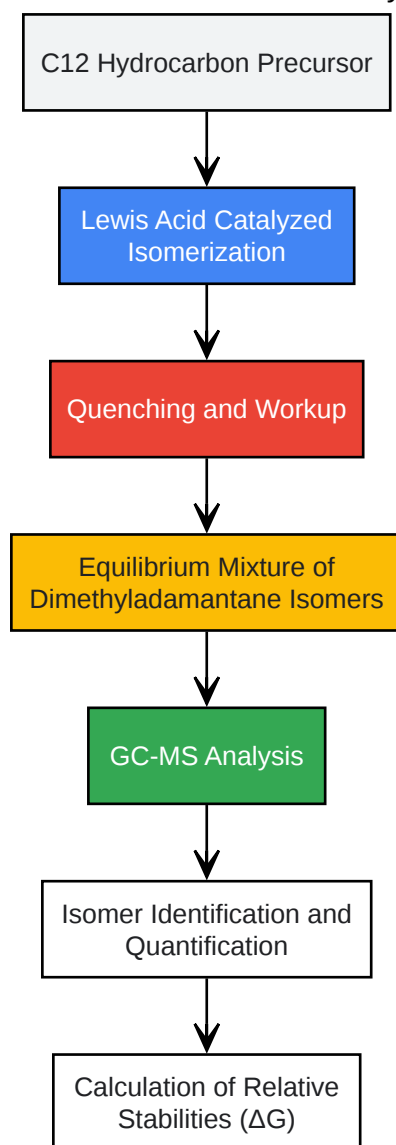 C12 Hydrocarbon Precursor
Lewis Acid Catalyzed
Isomerization
Quenching and Workup
Equilibrium Mixture of
Dimethyladamantane Isomers
GC-MS Analysis
Isomer Identification and
Quantification
Calculation of Relative
Stabilities (ΔG)